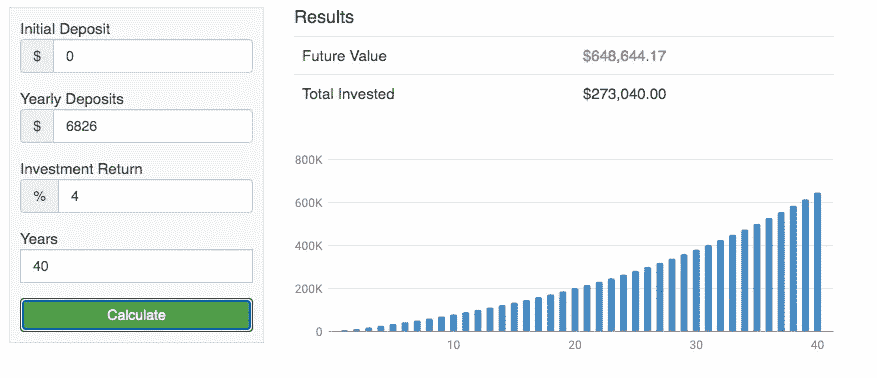 Initial Deposit
$ 0
Yearly Deposits
$ 6826
Investment Return
% 4
Years
40
Calculate
Results
Future Value $648,644.17
Total Invested $273,040.00
800K
600K
400K
200K
0
10 20 30 40